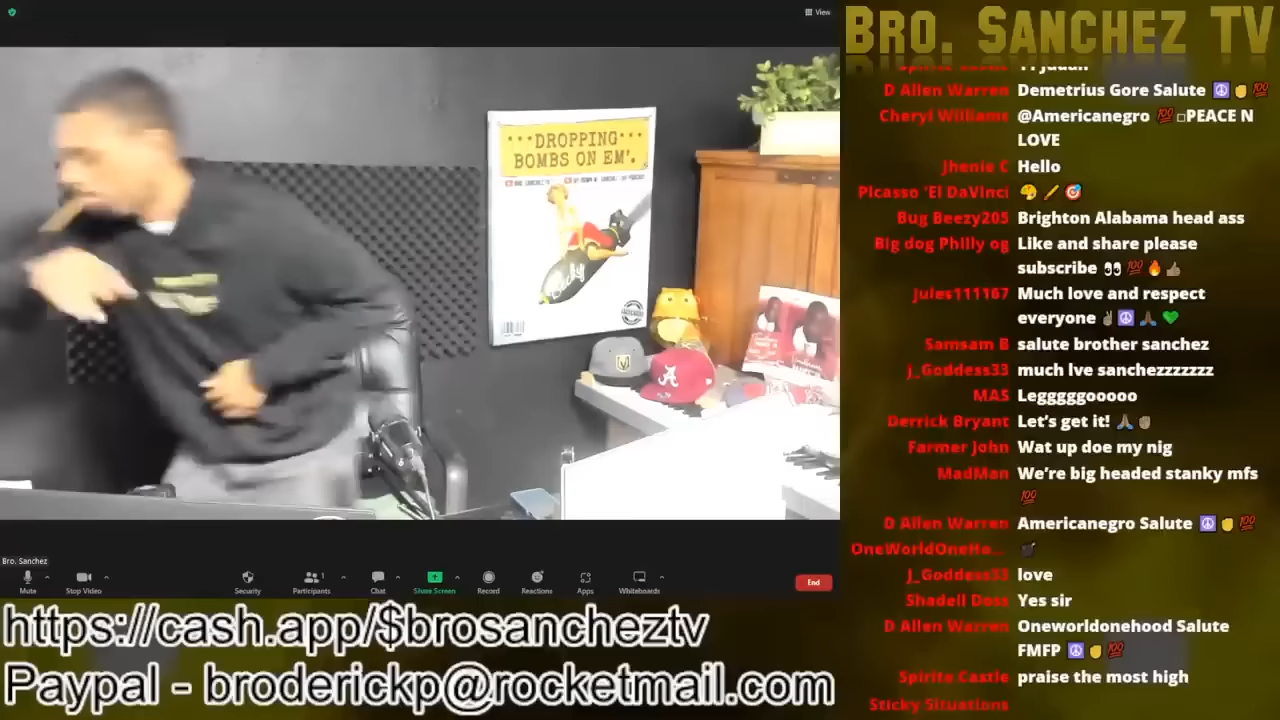 View
BRO. SANCHEZ TV
D Allen Warren Demetrius Gore Salute ☮️✊💯
Cheryl Williams @Americanegro 💯□PEACE N
LOVE
Jhenie C Hello
Picasso 'El DaVinci 🎨🖌️🎯
Bug Beezy205 Brighton Alabama head ass
Big dog Philly og Like and share please
subscribe 👀💯🔥👍🏽
Jules111167 Much love and respect
everyone ✌🏽☮️🙏🏽💚
Samsam B salute brother sanchez
J_Goddess33 much lve sanchezzzzzzz
MAS Legggggooooo
Derrick Bryant Let's get it! 🙏🏽✊🏽
Farmer John Wat up doe my nig
MadMan We're big headed stanky mfs
💯
D Allen Warren Americanegro Salute ☮️✊💯
OneWorldOneHo... 💣
J_Goddess33 love
Shadell Doss Yes sir
D Allen Warren Oneworldonehood Salute
FMFP ☮️✊💯
Spirits Castle praise the most high
Sticky Situations
•••DROPPING•••
BOMBS ON EM'.
Becky
A
Bro. Sanchez
Mute
Stop Video
Security
Participants 1
Chat
Share Screen
Record
Reactions
Apps
Whiteboards
End
https://cash.app/$brosancheztv
Paypal - broderickp@rocketmail.com